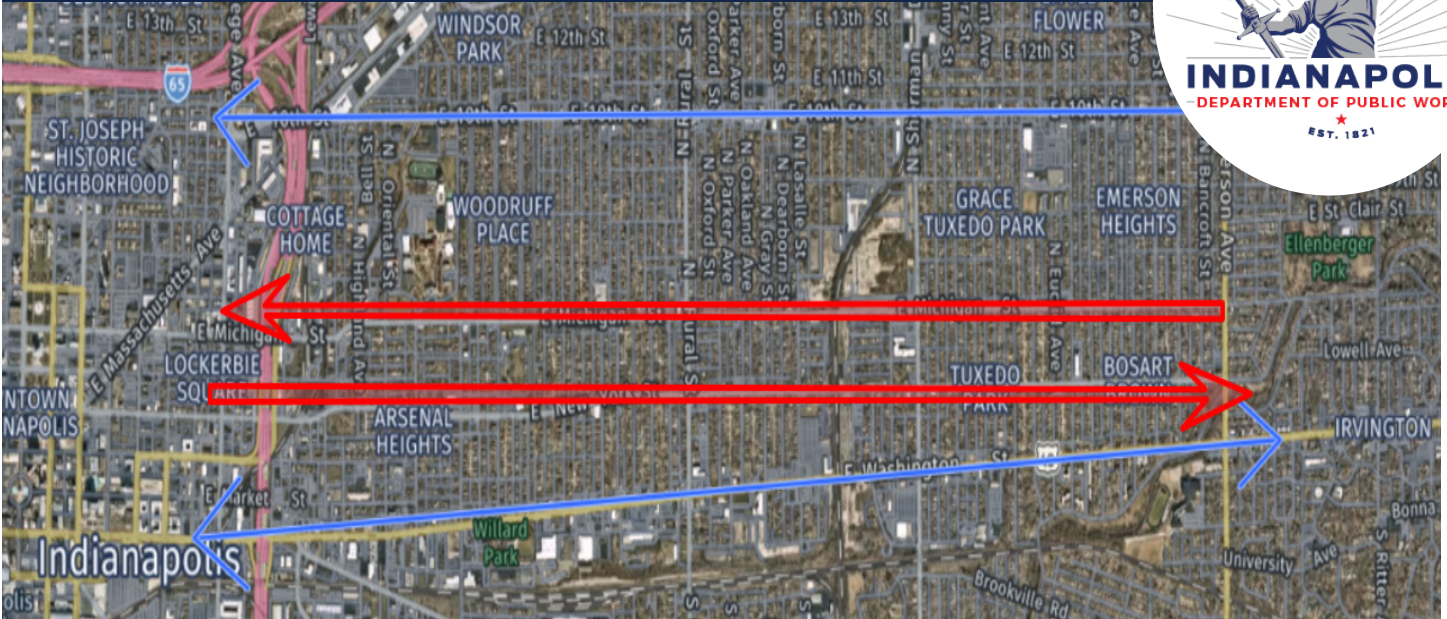 E 13th St
WINDSOR
PARK
E 12th St
E 13th St
FLOWER
E 12th St
E 11th St
65
INDIANAPOL
DEPARTMENT OF PUBLIC WOR
EST. 1821
ST. JOSEPH
HISTORIC
NEIGHBORHOOD
COTTAGE
HOME
WOODRUFF
PLACE
GRACE
TUXEDO PARK
EMERSON
HEIGHTS
N Oriental St
N Highland Ave
N Oxford St
N Parker Ave
N Oakland Ave
N Gray St
N Dearborn St
N Lasalle St
N Euclid Ave
N Bancroft St
E St Clair St
Ellenberger
Park
E Massachusetts Ave
E Michigan St
E Michigan St
E Michigan St
Lowell Ave
LOCKERBIE
SQUARE
TUXEDO
PARK
BOSART
BROWN
NTOWN
NAPOLIS
ARSENAL
HEIGHTS
E New York St
Rural St
IRVINGTON
E Washington St
E Market St
Willard
Park
Indianapolis
olis
Bonna
University Ave
S Ritter
Brookville Rd
S
S
S